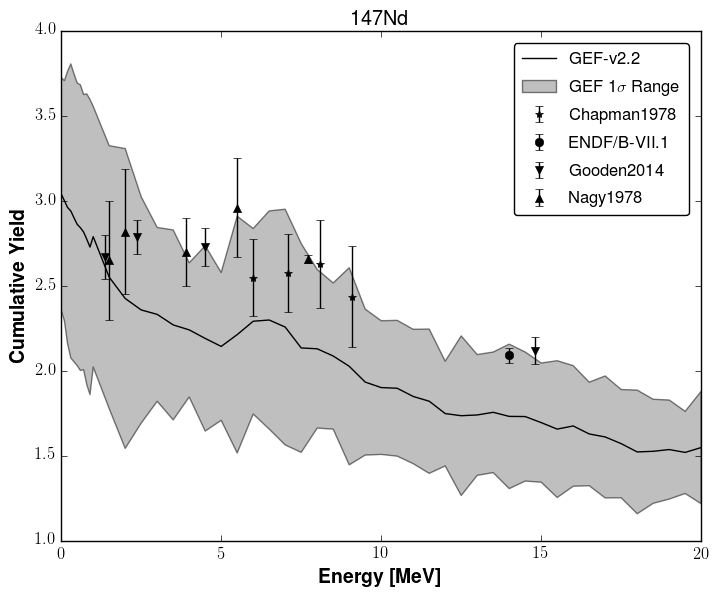 147Nd
4.0
3.5
3.0
2.5
2.0
1.5
1.0
Cumulative Yield
GEF-v2.2
GEF 1σ Range
Chapman1978
ENDF/B-VII.1
Gooden2014
Nagy1978
0 5 10 15 20
Energy [MeV]